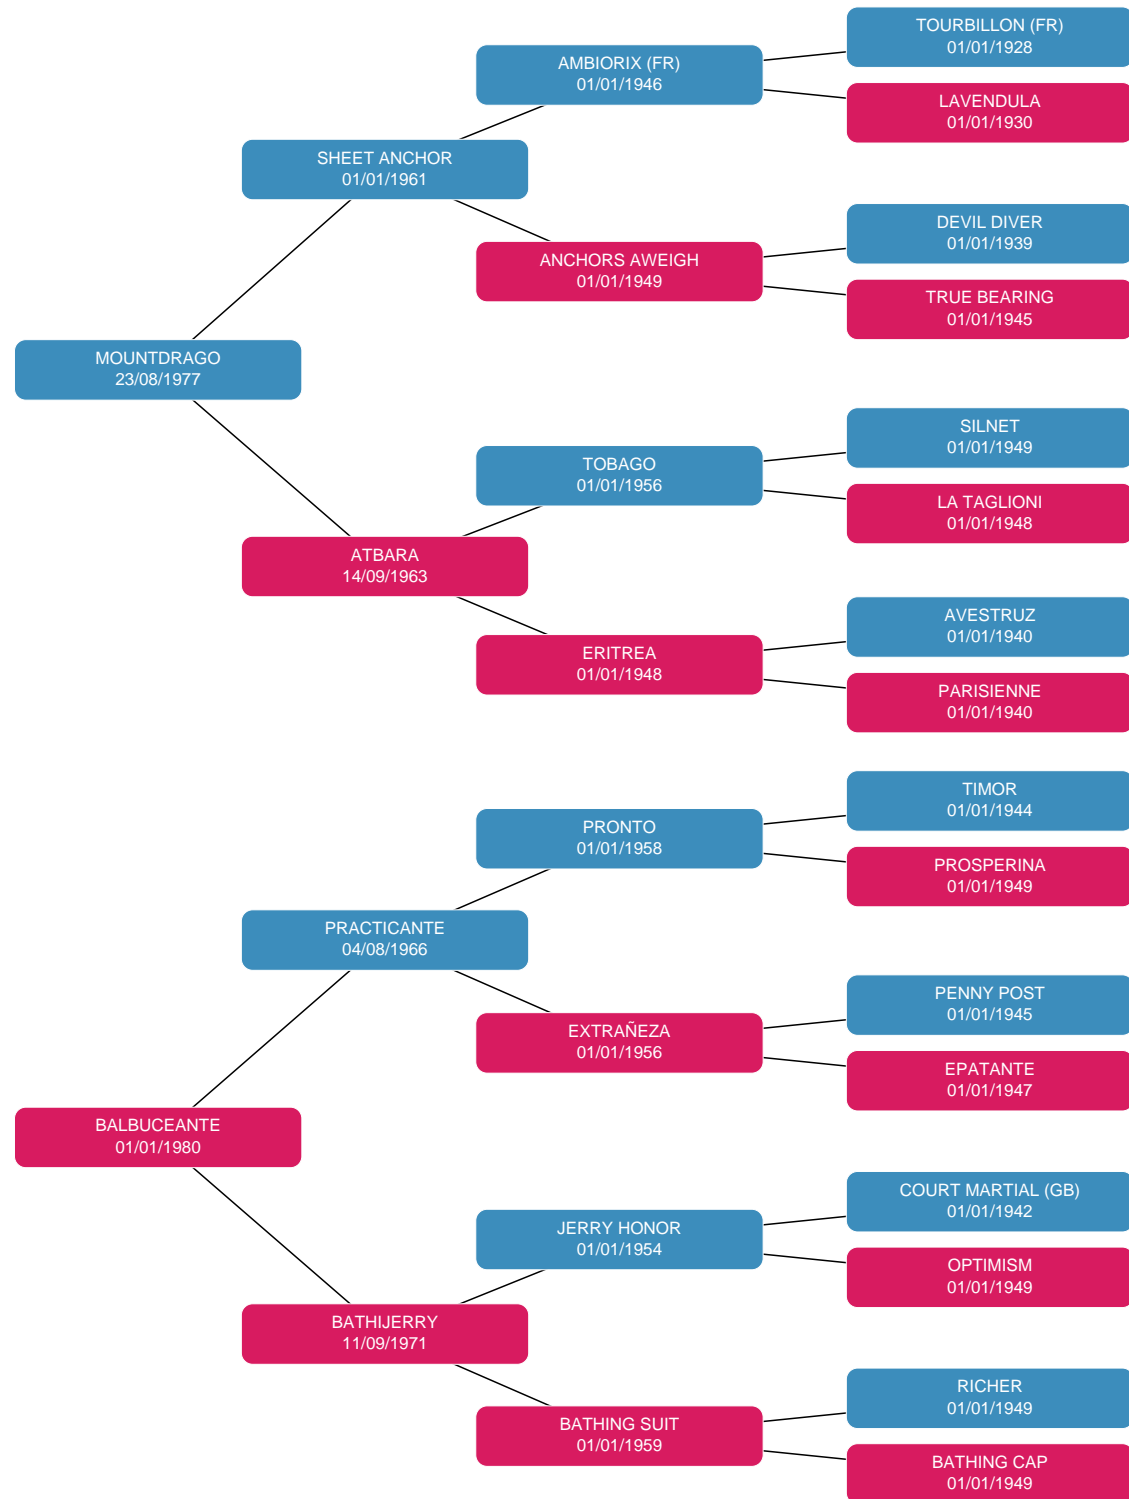 TOURBILLON (FR)
01/01/1928
AMBIORIX (FR)
01/01/1946
LAVENDULA
01/01/1930
SHEET ANCHOR
01/01/1961
DEVIL DIVER
01/01/1939
ANCHORS AWEIGH
01/01/1949
TRUE BEARING
01/01/1945
MOUNTDRAGO
23/08/1977
SILNET
01/01/1949
TOBAGO
01/01/1956
LA TAGLIONI
01/01/1948
ATBARA
14/09/1963
AVESTRUZ
01/01/1940
ERITREA
01/01/1948
PARISIENNE
01/01/1940
TIMOR
01/01/1944
PRONTO
01/01/1958
PROSPERINA
01/01/1949
PRACTICANTE
04/08/1966
PENNY POST
01/01/1945
EXTRAÑEZA
01/01/1956
EPATANTE
01/01/1947
BALBUCEANTE
01/01/1980
COURT MARTIAL (GB)
01/01/1942
JERRY HONOR
01/01/1954
OPTIMISM
01/01/1949
BATHIJERRY
11/09/1971
RICHER
01/01/1949
BATHING SUIT
01/01/1959
BATHING CAP
01/01/1949